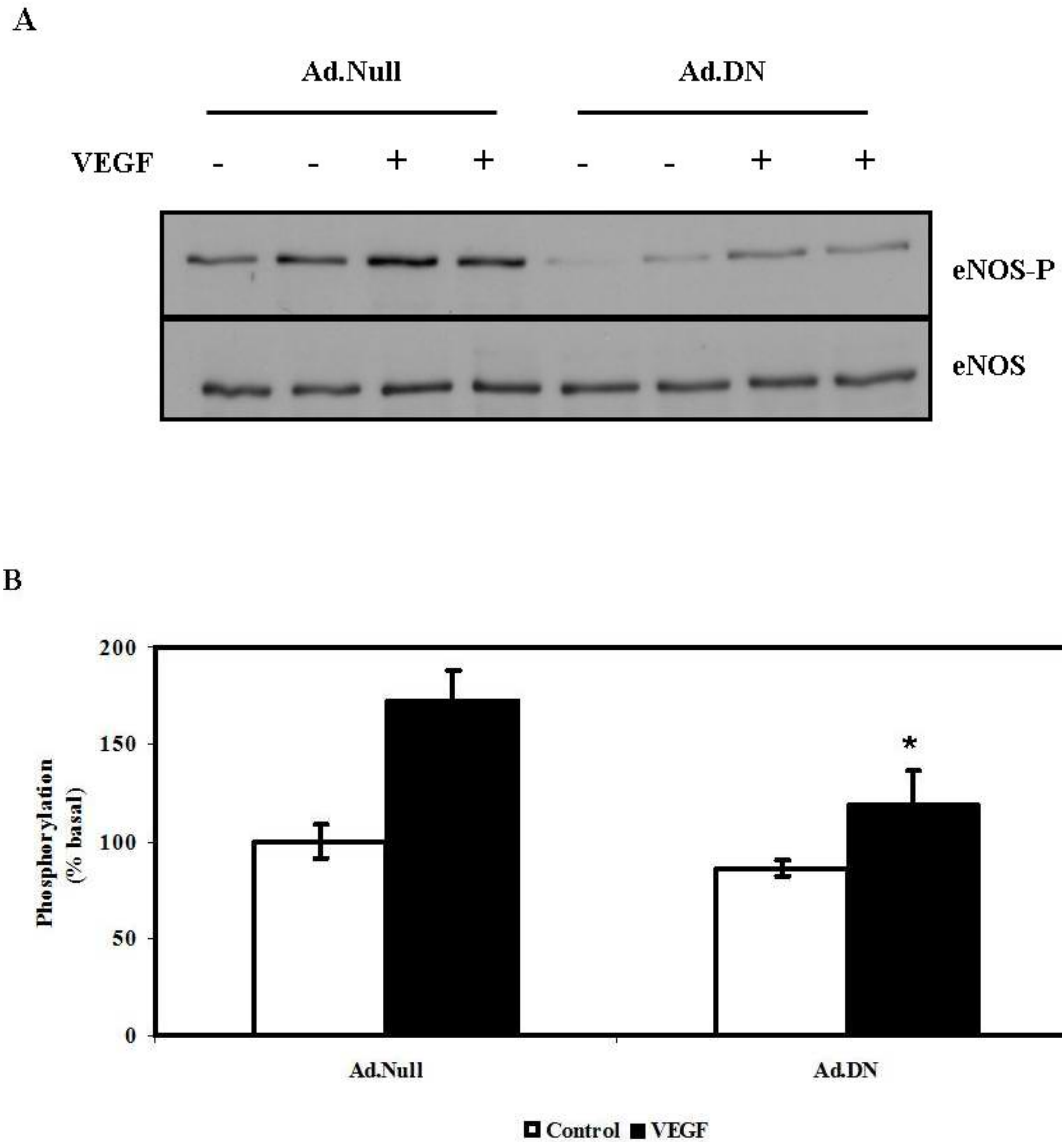 A
Ad.Null Ad.DN
VEGF - - + + - - + +
eNOS-P
eNOS
B
200
150
100
50
0
Phosphorylation
(% basal)
*
Ad.Null Ad.DN
Control VEGF